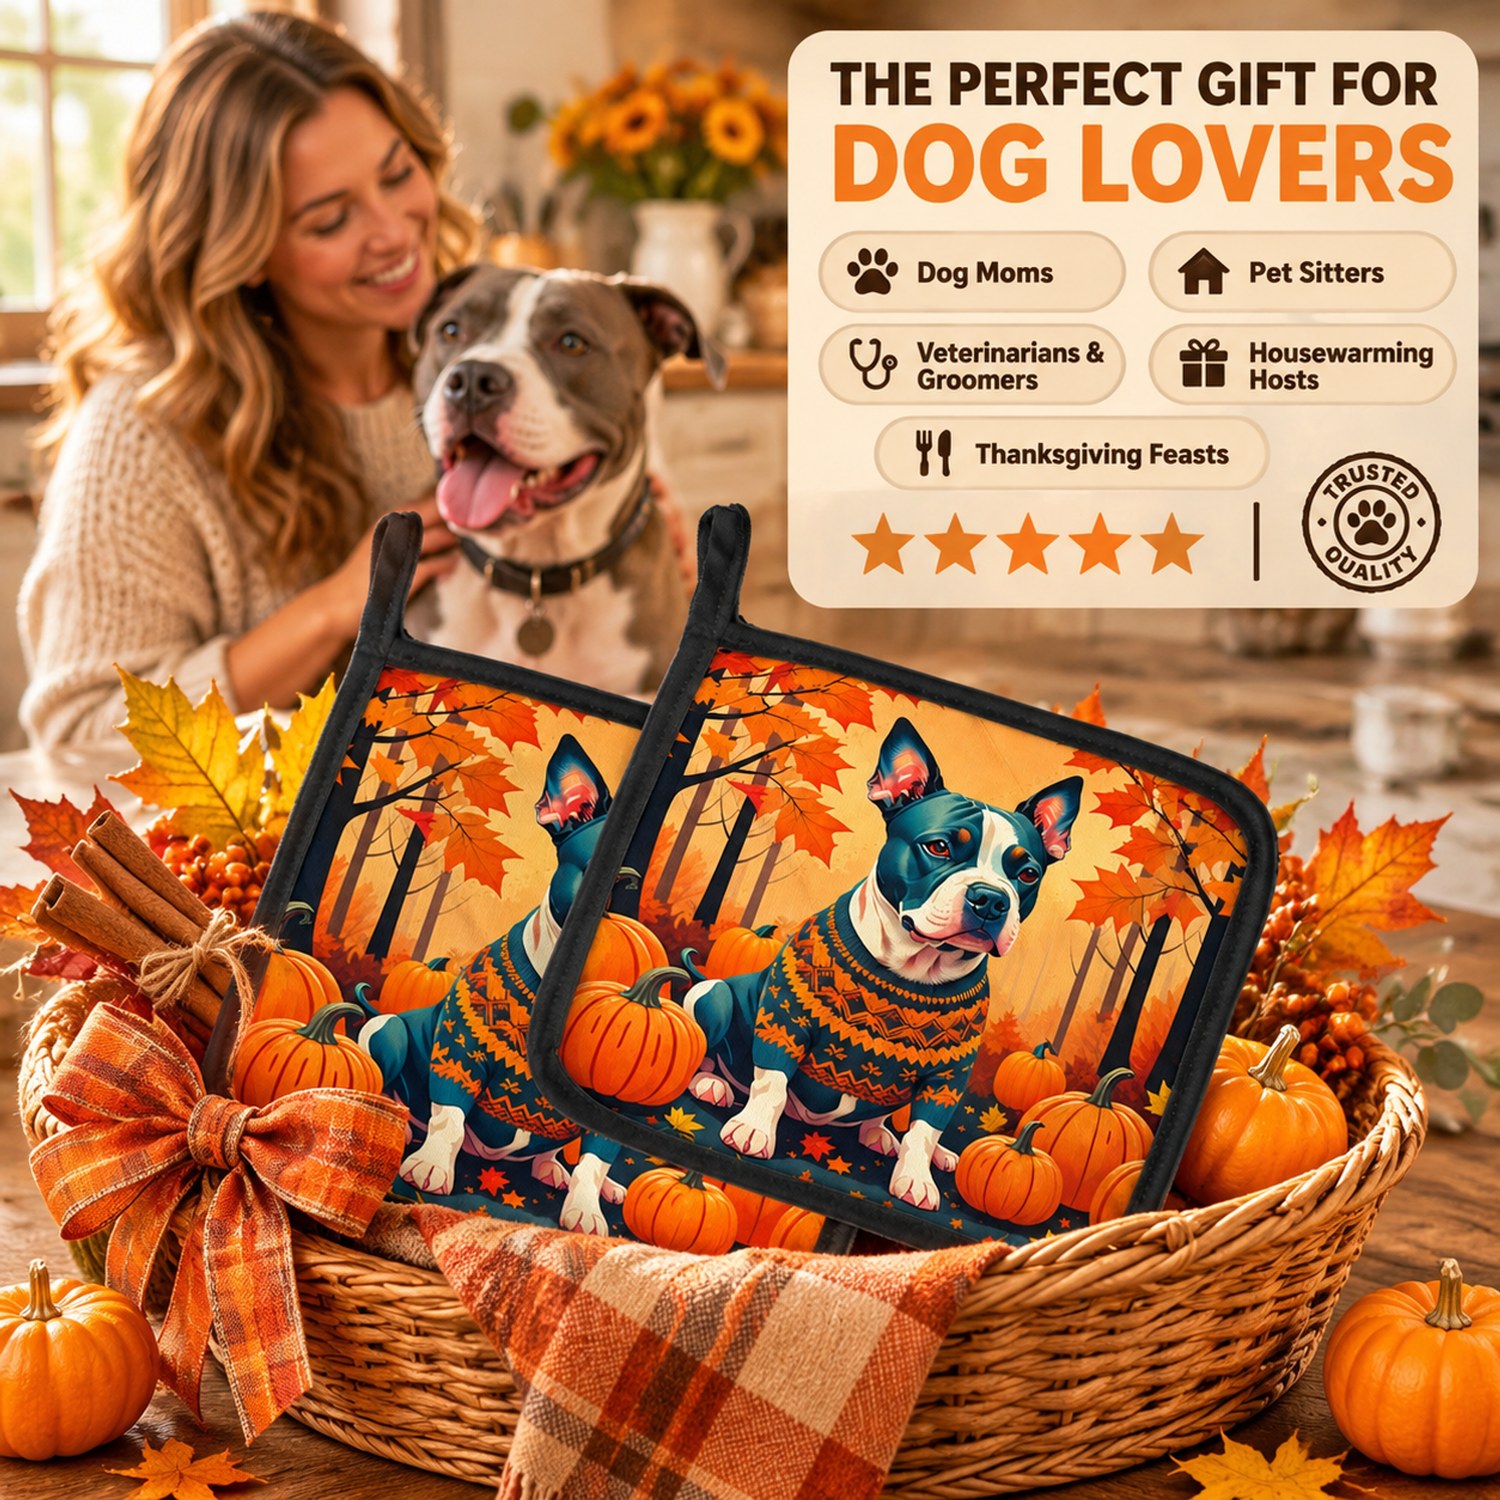 THE PERFECT GIFT FOR
DOG LOVERS
Dog Moms
Pet Sitters
Veterinarians &
Groomers
Housewarming
Hosts
Thanksgiving Feasts
TRUSTED
QUALITY